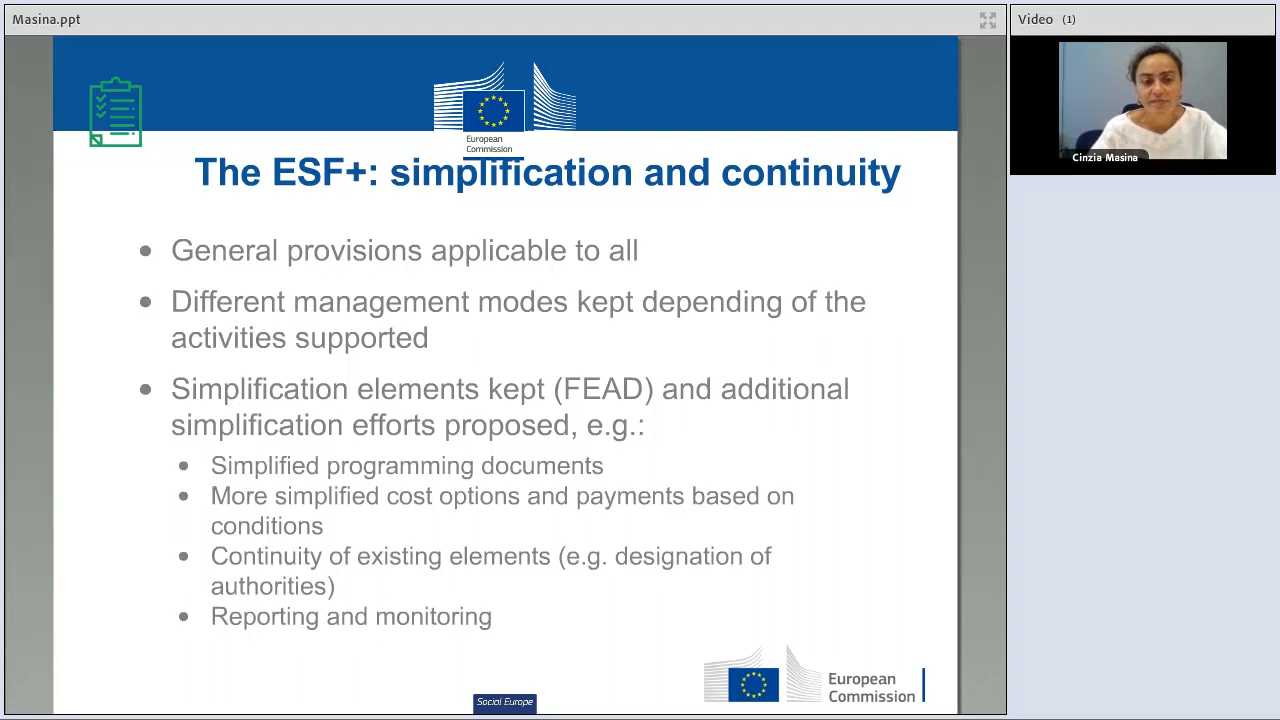 Masina.ppt
Video (1)
Cinzia Masina
European
Commission
The ESF+: simplification and continuity
• General provisions applicable to all
• Different management modes kept depending of the
activities supported
• Simplification elements kept (FEAD) and additional
simplification efforts proposed, e.g.:
• Simplified programming documents
• More simplified cost options and payments based on
conditions
• Continuity of existing elements (e.g. designation of
authorities)
• Reporting and monitoring
European
Commission
Social Europe